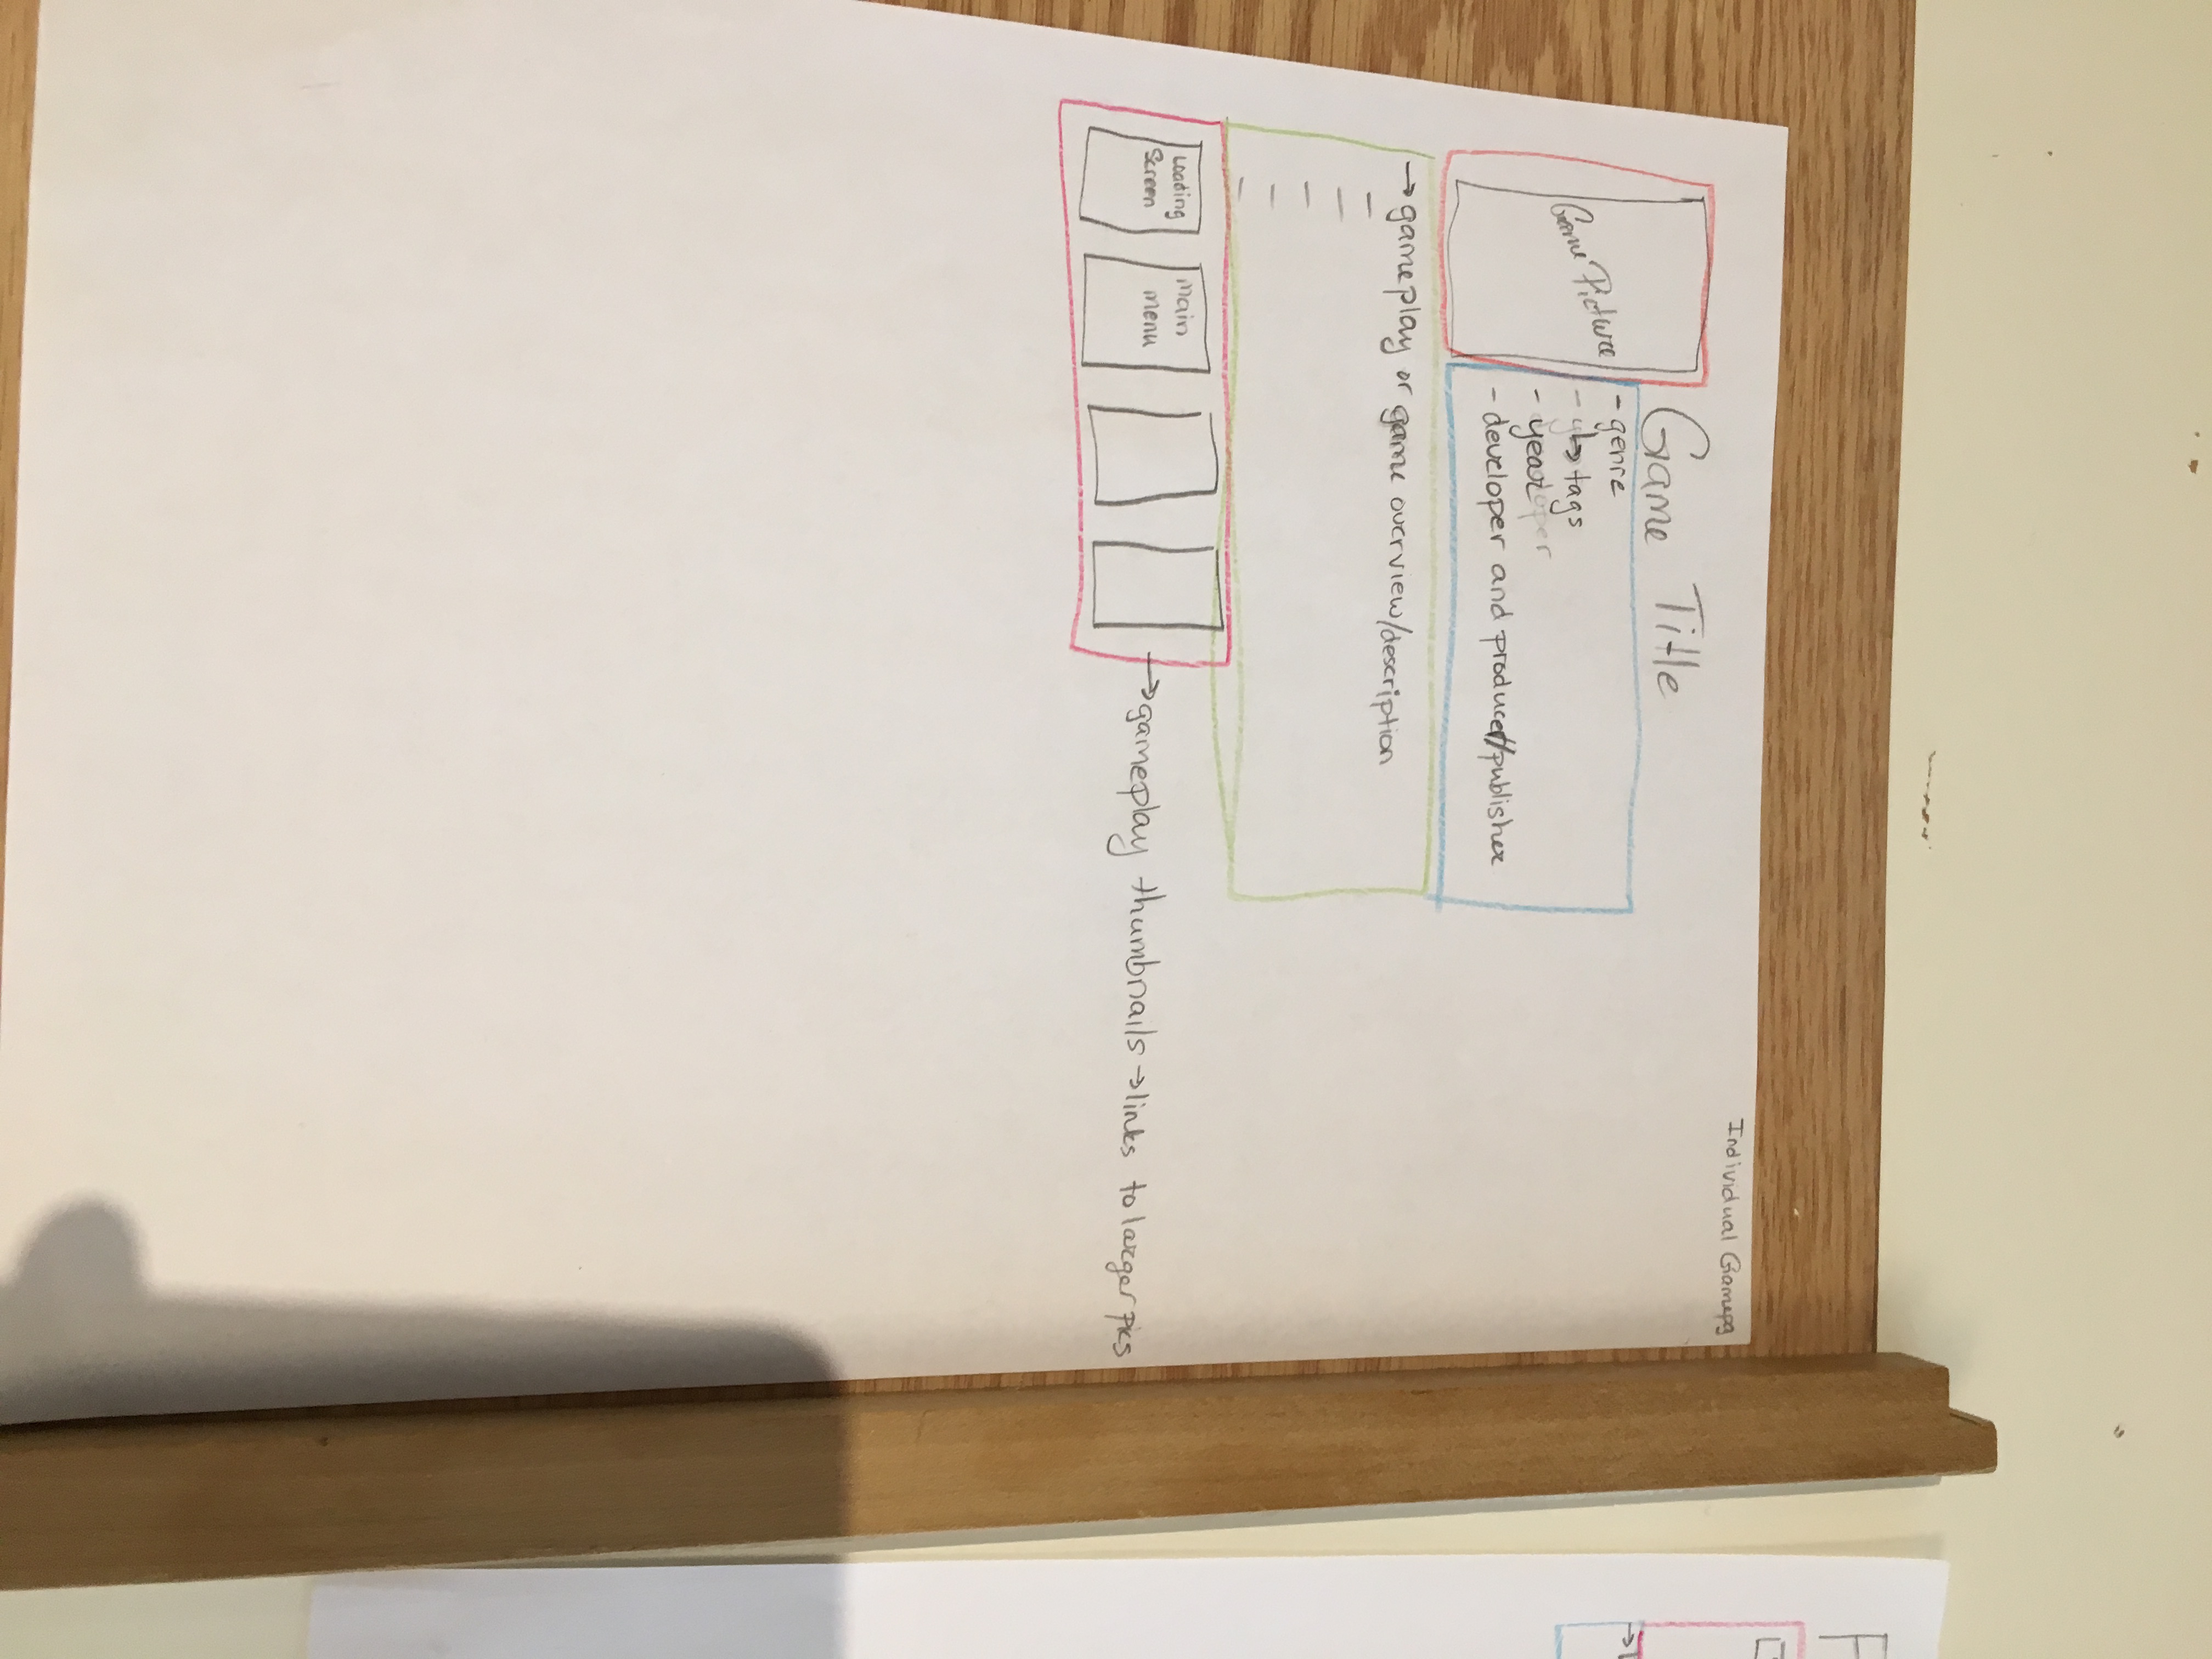 Individual Gamepg
Game Title
Game Picture
- genre
- ↳ tags
- year
- developer and producer/publisher
→ gameplay or game overview/description
Loading
Screen
Main
menu
→ gameplay thumbnails → links to larger pics